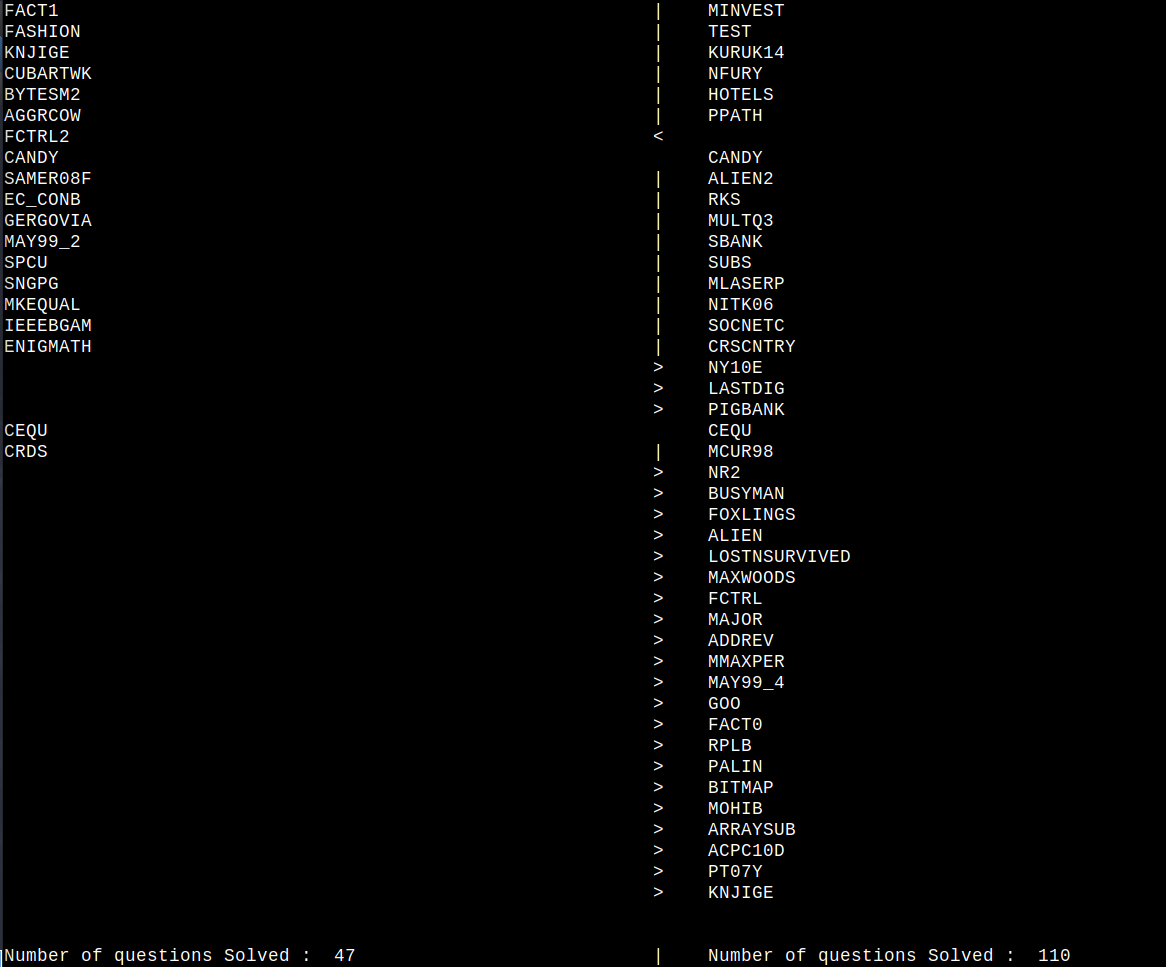 FACT1 | MINVEST
FASHION | TEST
KNJIGE | KURUK14
CUBARTWK | NFURY
BYTESM2 | HOTELS
AGGRCOW | PPATH
FCTRL2 <
CANDY CANDY
SAMER08F | ALIEN2
EC_CONB | RKS
GERGOVIA | MULTQ3
MAY99_2 | SBANK
SPCU | SUBS
SNGPG | MLASERP
MKEQUAL | NITK06
IEEEBGAM | SOCNETC
ENIGMATH | CRSCNTRY
> NY10E
> LASTDIG
> PIGBANK
CEQU CEQU
CRDS | MCUR98
> NR2
> BUSYMAN
> FOXLINGS
> ALIEN
> LOSTNSURVIVED
> MAXWOODS
> FCTRL
> MAJOR
> ADDREV
> MMAXPER
> MAY99_4
> GOO
> FACT0
> RPLB
> PALIN
> BITMAP
> MOHIB
> ARRAYSUB
> ACPC10D
> PT07Y
> KNJIGE
Number of questions Solved : 47 | Number of questions Solved : 110